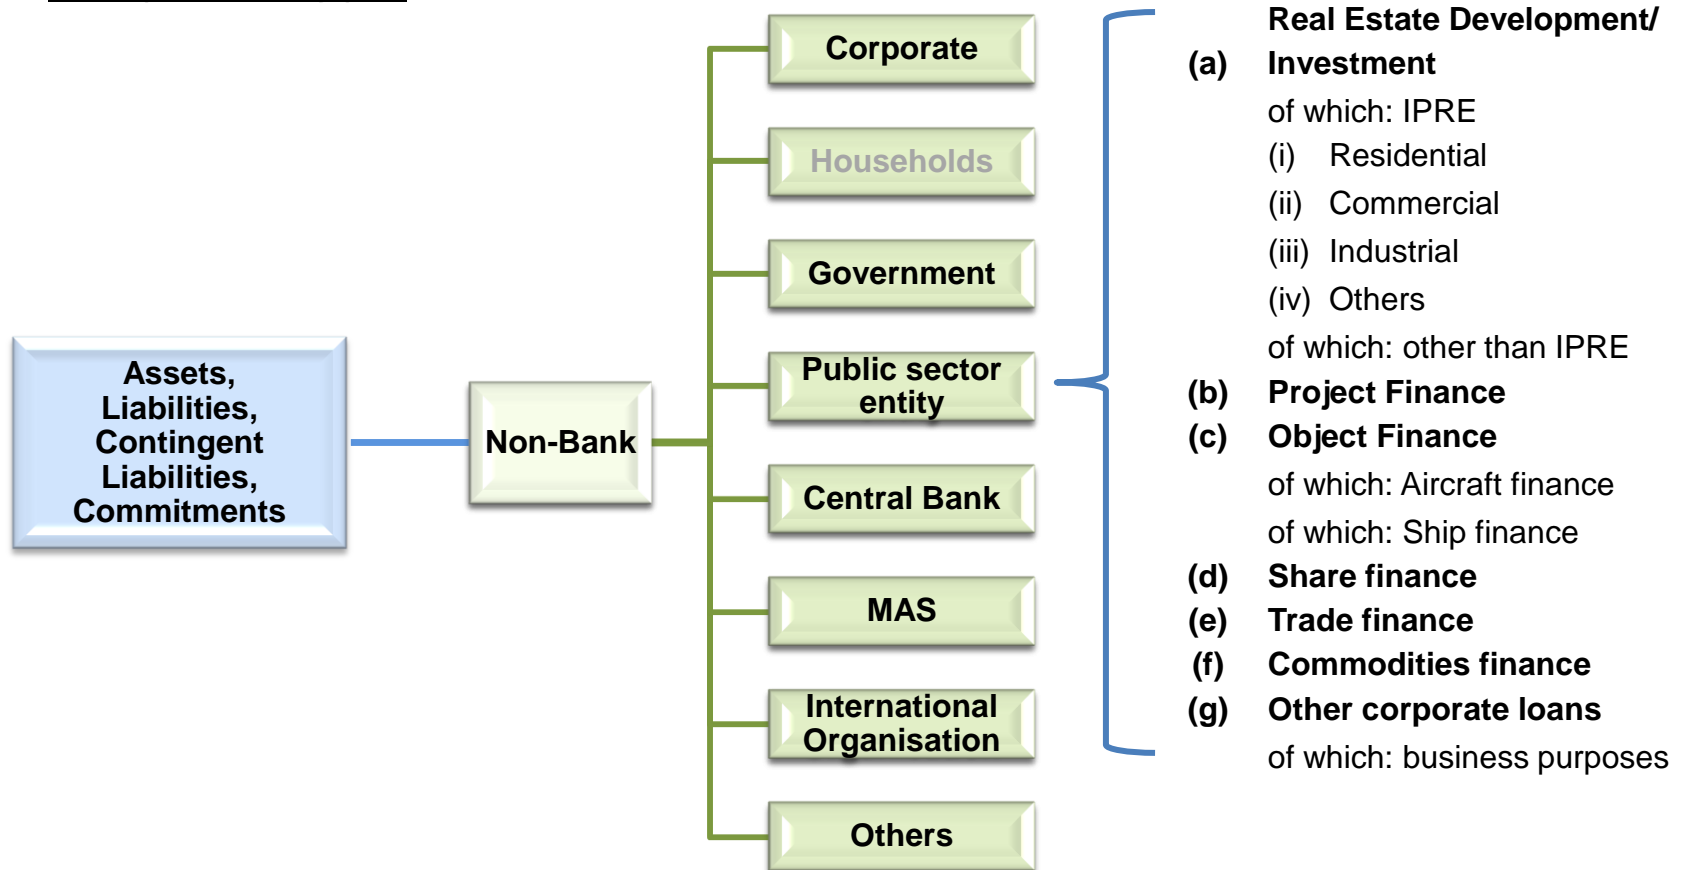 Assets,
Liabilities,
Contingent
Liabilities,
Commitments
Non-Bank
Corporate
Households
Government
Public sector
entity
Central Bank
MAS
International
Organisation
Others
Real Estate Development/
(a) Investment
of which: IPRE
(i) Residential
(ii) Commercial
(iii) Industrial
(iv) Others
of which: other than IPRE
(b) Project Finance
(c) Object Finance
of which: Aircraft finance
of which: Ship finance
(d) Share finance
(e) Trade finance
(f) Commodities finance
(g) Other corporate loans
of which: business purposes